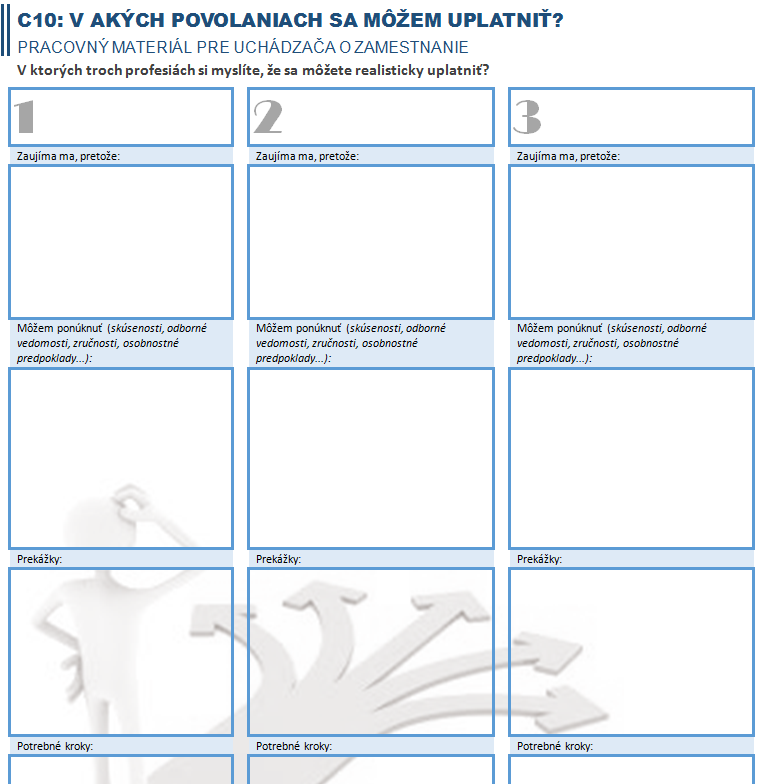 C10: V AKÝCH POVOLANIACH SA MÔŽEM UPLATNIŤ?
PRACOVNÝ MATERIÁL PRE UCHÁDZAČA O ZAMESTNANIE
V ktorých troch profesiách si myslíte, že sa môžete realisticky uplatniť?
1
2
3
Zaujíma ma, pretože:
Zaujíma ma, pretože:
Zaujíma ma, pretože:
Môžem ponúknuť (skúsenosti, odborné
vedomosti, zručnosti, osobnostné
predpoklady...):
Môžem ponúknuť (skúsenosti, odborné
vedomosti, zručnosti, osobnostné
predpoklady...):
Môžem ponúknuť (skúsenosti, odborné
vedomosti, zručnosti, osobnostné
predpoklady...):
Prekážky:
Prekážky:
Prekážky:
Potrebné kroky:
Potrebné kroky:
Potrebné kroky: